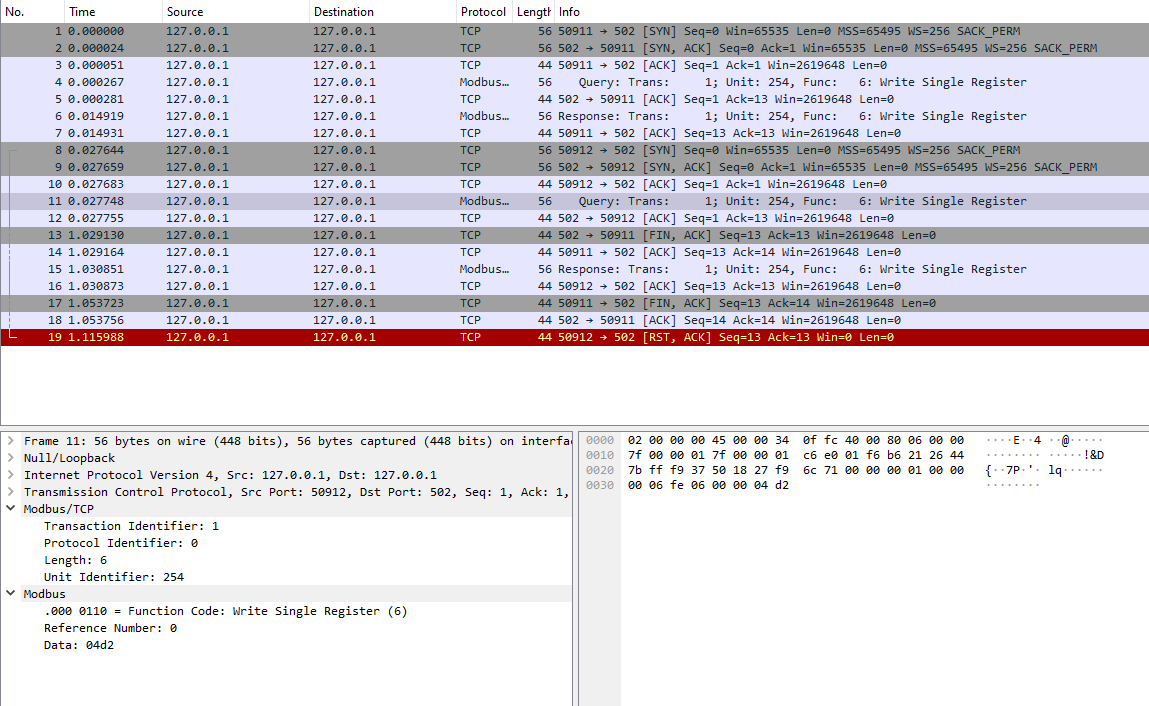 No. Time Source Destination Protocol Length Info
1 0.000000 127.0.0.1 127.0.0.1 TCP 56 50911 → 502 [SYN] Seq=0 Win=65535 Len=0 MSS=65495 WS=256 SACK_PERM
2 0.000024 127.0.0.1 127.0.0.1 TCP 56 502 → 50911 [SYN, ACK] Seq=0 Ack=1 Win=65535 Len=0 MSS=65495 WS=256 SACK_PERM
3 0.000051 127.0.0.1 127.0.0.1 TCP 44 50911 → 502 [ACK] Seq=1 Ack=1 Win=2619648 Len=0
4 0.000267 127.0.0.1 127.0.0.1 Modbus… 56 Query: Trans: 1; Unit: 254, Func: 6: Write Single Register
5 0.000281 127.0.0.1 127.0.0.1 TCP 44 502 → 50911 [ACK] Seq=1 Ack=13 Win=2619648 Len=0
6 0.014919 127.0.0.1 127.0.0.1 Modbus… 56 Response: Trans: 1; Unit: 254, Func: 6: Write Single Register
7 0.014931 127.0.0.1 127.0.0.1 TCP 44 50911 → 502 [ACK] Seq=13 Ack=13 Win=2619648 Len=0
8 0.027644 127.0.0.1 127.0.0.1 TCP 56 50912 → 502 [SYN] Seq=0 Win=65535 Len=0 MSS=65495 WS=256 SACK_PERM
9 0.027659 127.0.0.1 127.0.0.1 TCP 56 502 → 50912 [SYN, ACK] Seq=0 Ack=1 Win=65535 Len=0 MSS=65495 WS=256 SACK_PERM
10 0.027683 127.0.0.1 127.0.0.1 TCP 44 50912 → 502 [ACK] Seq=1 Ack=1 Win=2619648 Len=0
11 0.027748 127.0.0.1 127.0.0.1 Modbus… 56 Query: Trans: 1; Unit: 254, Func: 6: Write Single Register
12 0.027755 127.0.0.1 127.0.0.1 TCP 44 502 → 50912 [ACK] Seq=1 Ack=13 Win=2619648 Len=0
13 1.029130 127.0.0.1 127.0.0.1 TCP 44 502 → 50911 [FIN, ACK] Seq=13 Ack=13 Win=2619648 Len=0
14 1.029164 127.0.0.1 127.0.0.1 TCP 44 50911 → 502 [ACK] Seq=13 Ack=14 Win=2619648 Len=0
15 1.030851 127.0.0.1 127.0.0.1 Modbus… 56 Response: Trans: 1; Unit: 254, Func: 6: Write Single Register
16 1.030873 127.0.0.1 127.0.0.1 TCP 44 50912 → 502 [ACK] Seq=13 Ack=13 Win=2619648 Len=0
17 1.053723 127.0.0.1 127.0.0.1 TCP 44 50911 → 502 [FIN, ACK] Seq=13 Ack=14 Win=2619648 Len=0
18 1.053756 127.0.0.1 127.0.0.1 TCP 44 502 → 50911 [ACK] Seq=14 Ack=14 Win=2619648 Len=0
19 1.115988 127.0.0.1 127.0.0.1 TCP 44 50912 → 502 [RST, ACK] Seq=13 Ack=13 Win=0 Len=0
Frame 11: 56 bytes on wire (448 bits), 56 bytes captured (448 bits) on interfa
Null/Loopback
Internet Protocol Version 4, Src: 127.0.0.1, Dst: 127.0.0.1
Transmission Control Protocol, Src Port: 50912, Dst Port: 502, Seq: 1, Ack: 1,
Modbus/TCP
Transaction Identifier: 1
Protocol Identifier: 0
Length: 6
Unit Identifier: 254
Modbus
.000 0110 = Function Code: Write Single Register (6)
Reference Number: 0
Data: 04d2
0000 02 00 00 00 45 00 00 34 0f fc 40 00 80 06 00 00 ····E··4 ··@·····
0010 7f 00 00 01 7f 00 00 01 c6 e0 01 f6 b6 21 26 44 ········ ·····!&D
0020 7b ff f9 37 50 18 27 f9 6c 71 00 00 00 01 00 00 {··7P·'· lq······
0030 00 06 fe 06 00 00 04 d2 ········